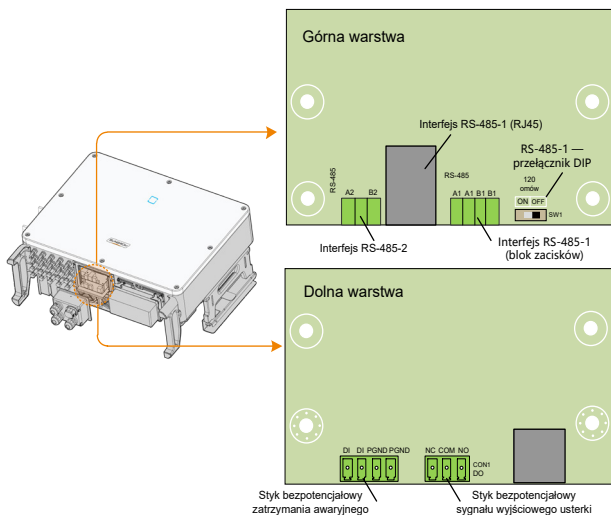 Górna warstwa
Interfejs RS-485-1 (RJ45)
RS-485-1 —
przełącznik DIP
RS-485
RS-485
120
omów
A2 B2
A1 A1 B1 B1
ON OFF
SW1
Interfejs RS-485-2
Interfejs RS-485-1
(blok zacisków)
Dolna warstwa
DI DI PGND PGND
NC COM NO
CON1
DO
Styk bezpotencjałowy
zatrzymania awaryjnego
Styk bezpotencjałowy
sygnału wyjściowego usterki